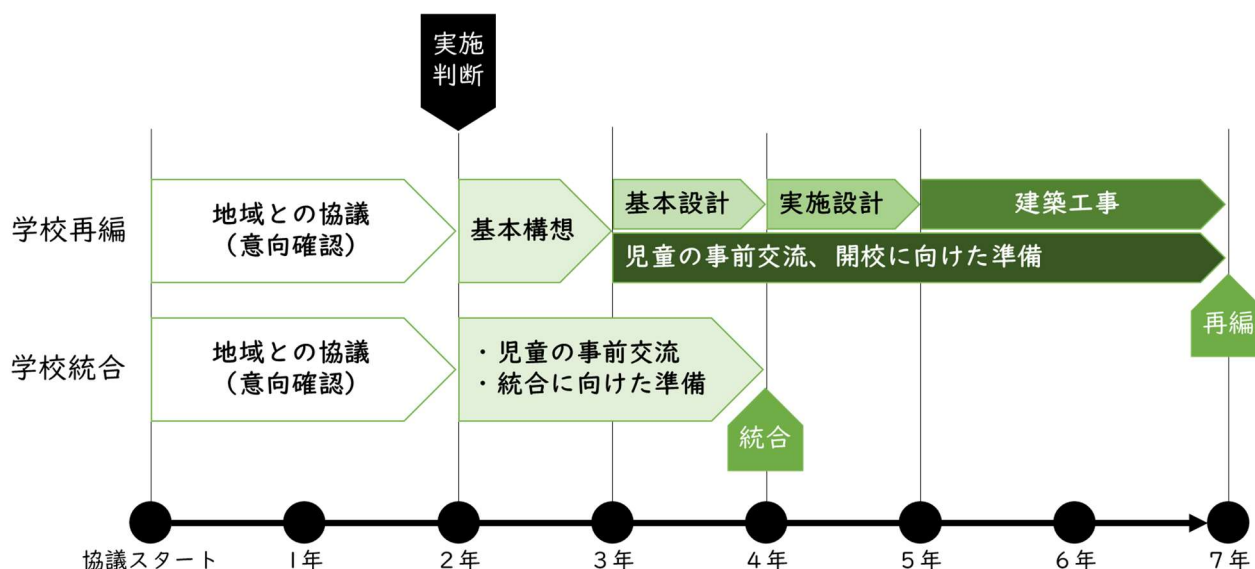 実施
判断
学校再編
地域との協議
（意向確認）
基本構想
基本設計
実施設計
建築工事
児童の事前交流、開校に向けた準備
再編
学校統合
地域との協議
（意向確認）
・児童の事前交流
・統合に向けた準備
統合
協議スタート
1年
2年
3年
4年
5年
6年
7年